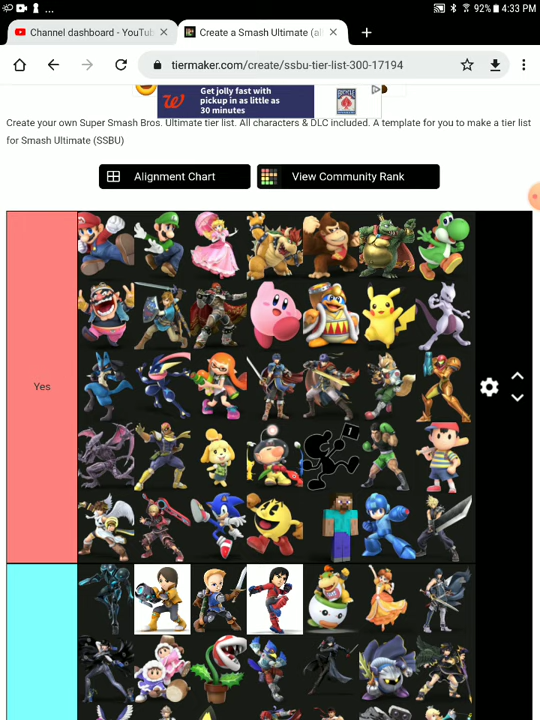 92% 4:33 PM
Channel dashboard - YouTub
Create a Smash Ultimate (al
tiermaker.com/create/ssbu-tier-list-300-17194
Get jolly fast with
pickup in as little as
30 minutes
BICYCLE
Create your own Super Smash Bros. Ultimate tier list. All characters & DLC included. A template for you to make a tier list
for Smash Ultimate (SSBU)
Alignment Chart
View Community Rank
Yes